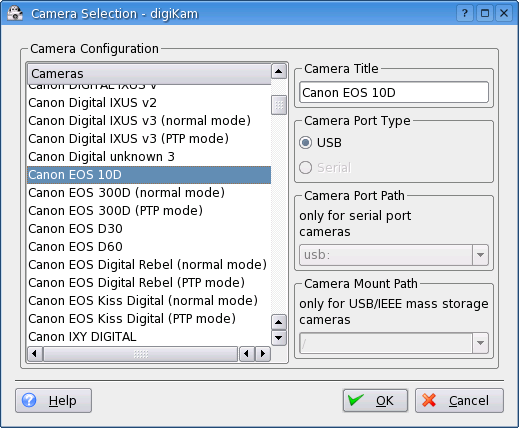 Camera Selection - digiKam
Camera Configuration
Cameras
Canon DIGITAL IXUS v
Canon Digital IXUS v2
Canon Digital IXUS v3 (normal mode)
Canon Digital IXUS v3 (PTP mode)
Canon Digital unknown 3
Canon EOS 10D
Canon EOS 300D (normal mode)
Canon EOS 300D (PTP mode)
Canon EOS D30
Canon EOS D60
Canon EOS Digital Rebel (normal mode)
Canon EOS Digital Rebel (PTP mode)
Canon EOS Kiss Digital (normal mode)
Canon EOS Kiss Digital (PTP mode)
Canon IXY DIGITAL
Camera Title
Canon EOS 10D
Camera Port Type
USB
Serial
Camera Port Path
only for serial port
cameras
usb:
Camera Mount Path
only for USB/IEEE mass storage
cameras
/
Help
OK
Cancel